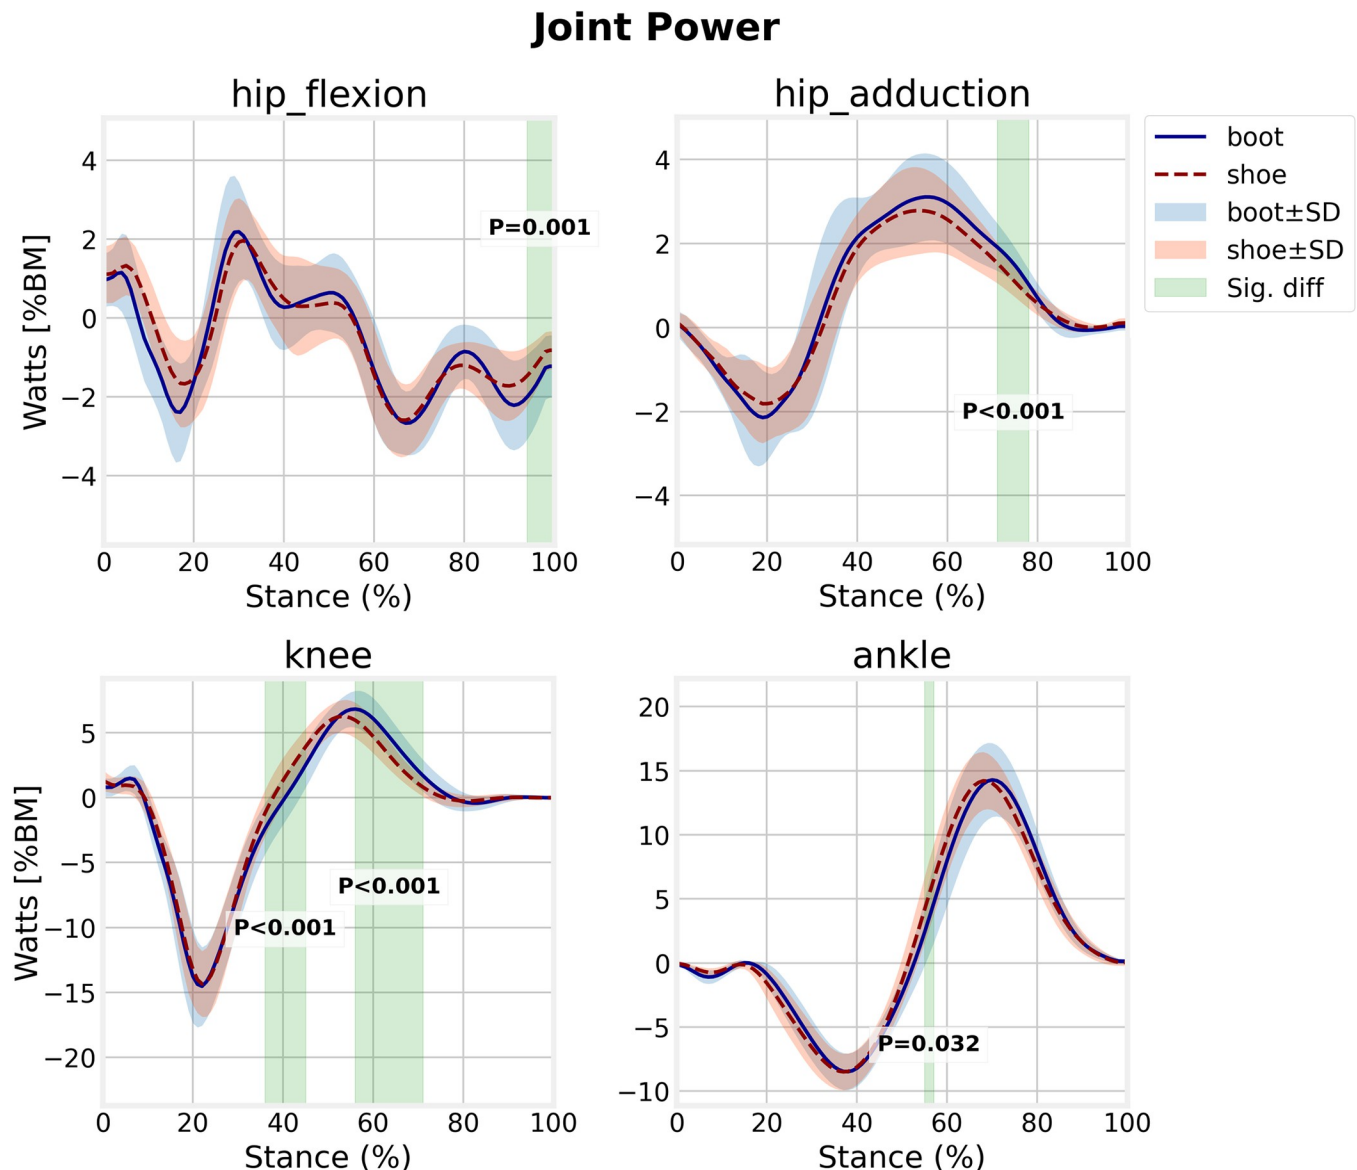 Joint Power
hip_flexion
4
2
0
−2
−4
Watts [%BM]
P=0.001
0 20 40 60 80 100
Stance (%)
hip_adduction
4
2
0
−2
−4
P<0.001
0 20 40 60 80 100
Stance (%)
boot
shoe
boot±SD
shoe±SD
Sig. diff
knee
5
0
−5
−10
−15
−20
Watts [%BM]
P<0.001
P<0.001
0 20 40 60 80 100
Stance (%)
ankle
20
15
10
5
0
−5
−10
P=0.032
0 20 40 60 80 100
Stance (%)